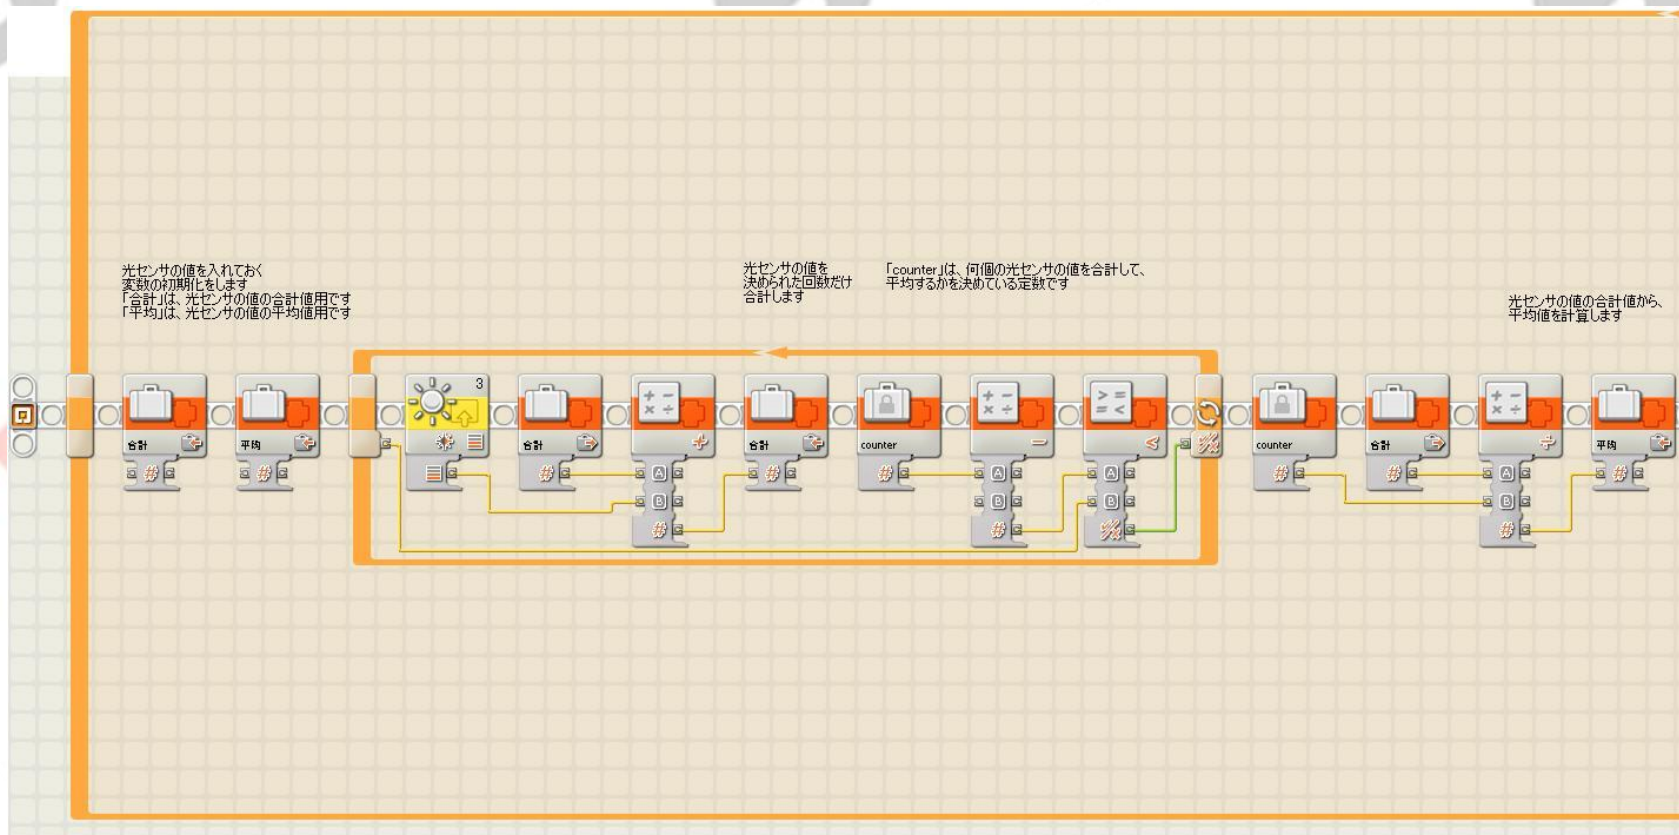 光センサの値を入れておく
変数の初期化をします
「合計」は、光センサの値の合計値用です
「平均」は、光センサの値の平均値用です
光センサの値を
決められた回数だけ
合計します
「counter」は、何個の光センサの値を合計して、
平均するかを決めている定数です
光センサの値の合計値から、
平均値を計算します
3
合計
平均
合計
合計
counter
counter
合計
平均
A
A
A
A
B
B
B
B